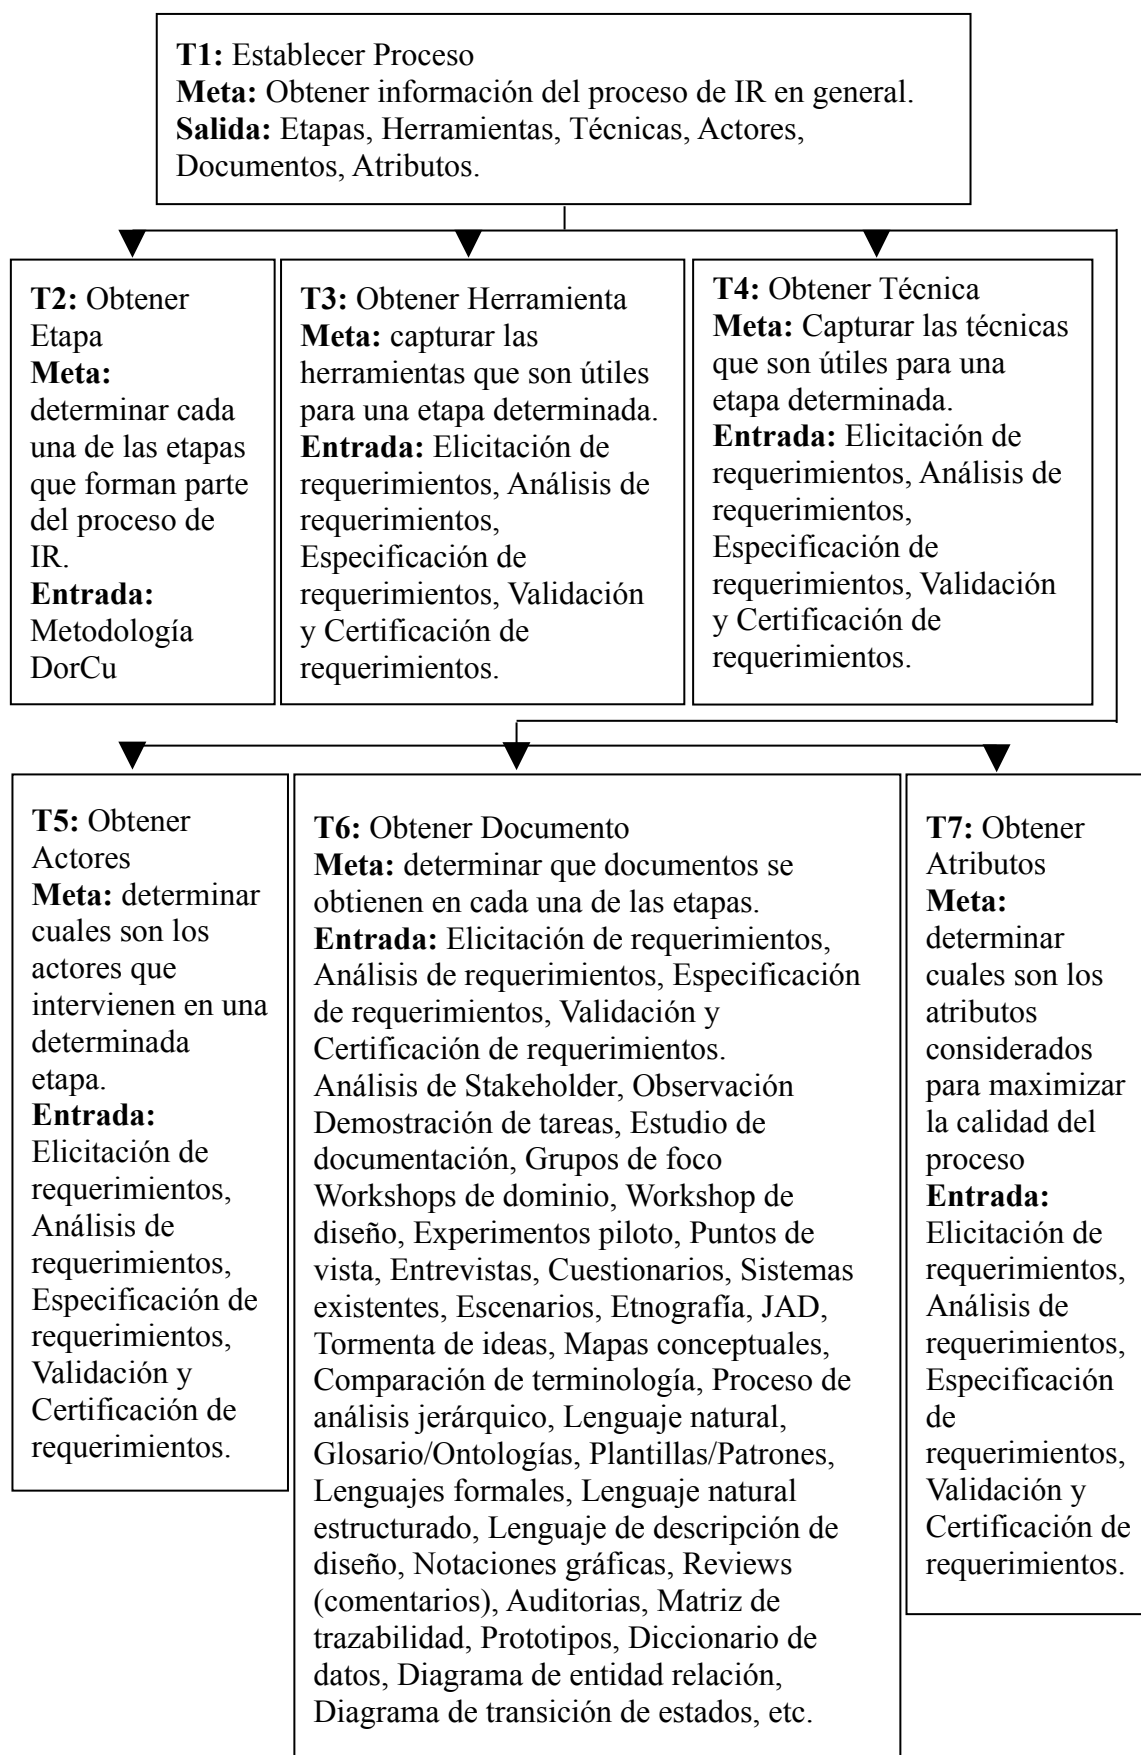 T1: Establecer Proceso
Meta: Obtener información del proceso de IR en general.
Salida: Etapas, Herramientas, Técnicas, Actores,
Documentos, Atributos.
T2: Obtener
Etapa
Meta:
determinar cada
una de las etapas
que forman parte
del proceso de
IR.
Entrada:
Metodología
DorCu
T3: Obtener Herramienta
Meta: capturar las
herramientas que son útiles
para una etapa determinada.
Entrada: Elicitación de
requerimientos, Análisis de
requerimientos,
Especificación de
requerimientos, Validación
y Certificación de
requerimientos.
T4: Obtener Técnica
Meta: Capturar las técnicas
que son útiles para una
etapa determinada.
Entrada: Elicitación de
requerimientos, Análisis de
requerimientos,
Especificación de
requerimientos, Validación
y Certificación de
requerimientos.
T5: Obtener
Actores
Meta: determinar
cuales son los
actores que
intervienen en una
determinada
etapa.
Entrada:
Elicitación de
requerimientos,
Análisis de
requerimientos,
Especificación de
requerimientos,
Validación y
Certificación de
requerimientos.
T6: Obtener Documento
Meta: determinar que documentos se
obtienen en cada una de las etapas.
Entrada: Elicitación de requerimientos,
Análisis de requerimientos, Especificación
de requerimientos, Validación y
Certificación de requerimientos.
Análisis de Stakeholder, Observación
Demostración de tareas, Estudio de
documentación, Grupos de foco
Workshops de dominio, Workshop de
diseño, Experimentos piloto, Puntos de
vista, Entrevistas, Cuestionarios, Sistemas
existentes, Escenarios, Etnografía, JAD,
Tormenta de ideas, Mapas conceptuales,
Comparación de terminología, Proceso de
análisis jerárquico, Lenguaje natural,
Glosario/Ontologías, Plantillas/Patrones,
Lenguajes formales, Lenguaje natural
estructurado, Lenguaje de descripción de
diseño, Notaciones gráficas, Reviews
(comentarios), Auditorias, Matriz de
trazabilidad, Prototipos, Diccionario de
datos, Diagrama de entidad relación,
Diagrama de transición de estados, etc.
T7: Obtener
Atributos
Meta:
determinar
cuales son los
atributos
considerados
para maximizar
la calidad del
proceso
Entrada:
Elicitación de
requerimientos,
Análisis de
requerimientos,
Especificación
de
requerimientos,
Validación y
Certificación de
requerimientos.